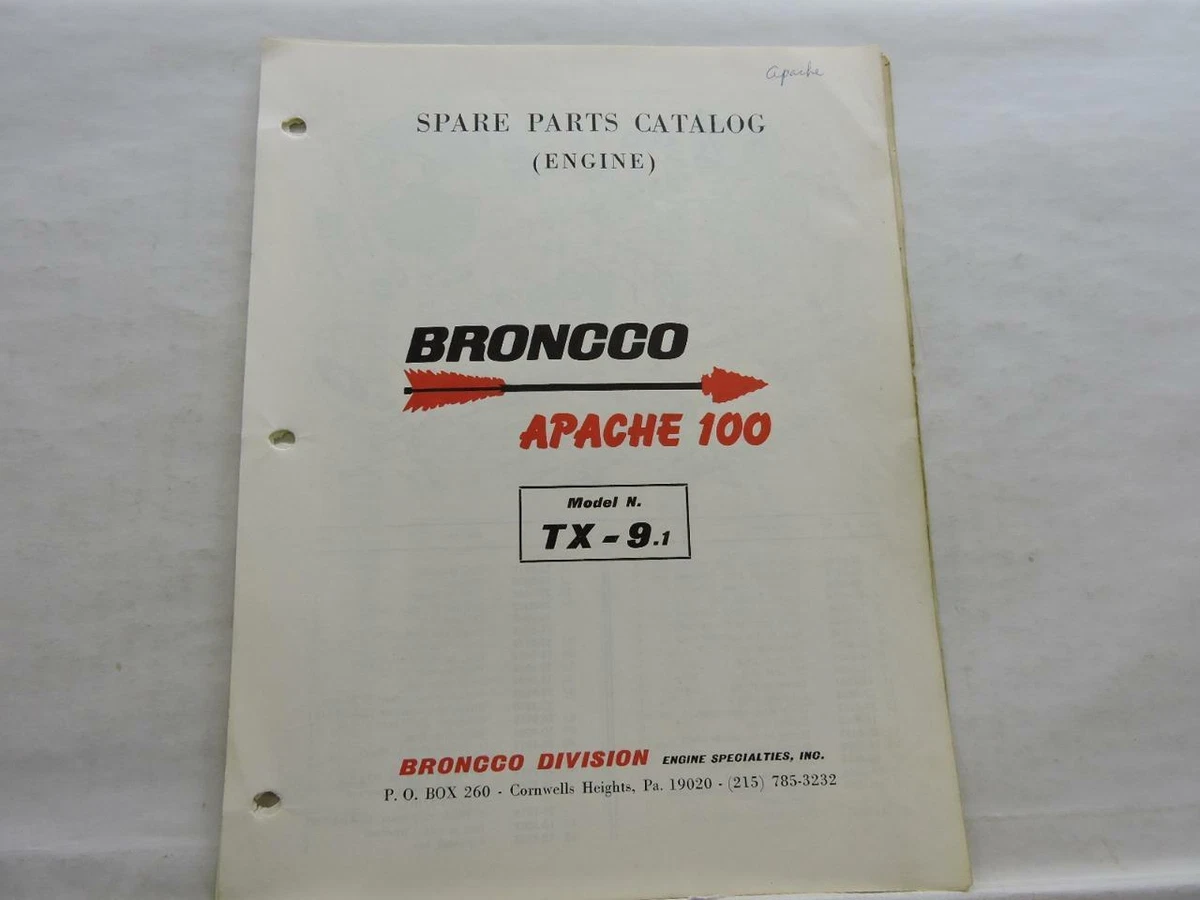 apache
SPARE PARTS CATALOG
(ENGINE)
BRONCCO
APACHE 100
Model N.
TX-9.1
BRONCCO DIVISION ENGINE SPECIALTIES, INC.
P. O. BOX 260 - Cornwells Heights, Pa. 19020 - (215) 785-3232